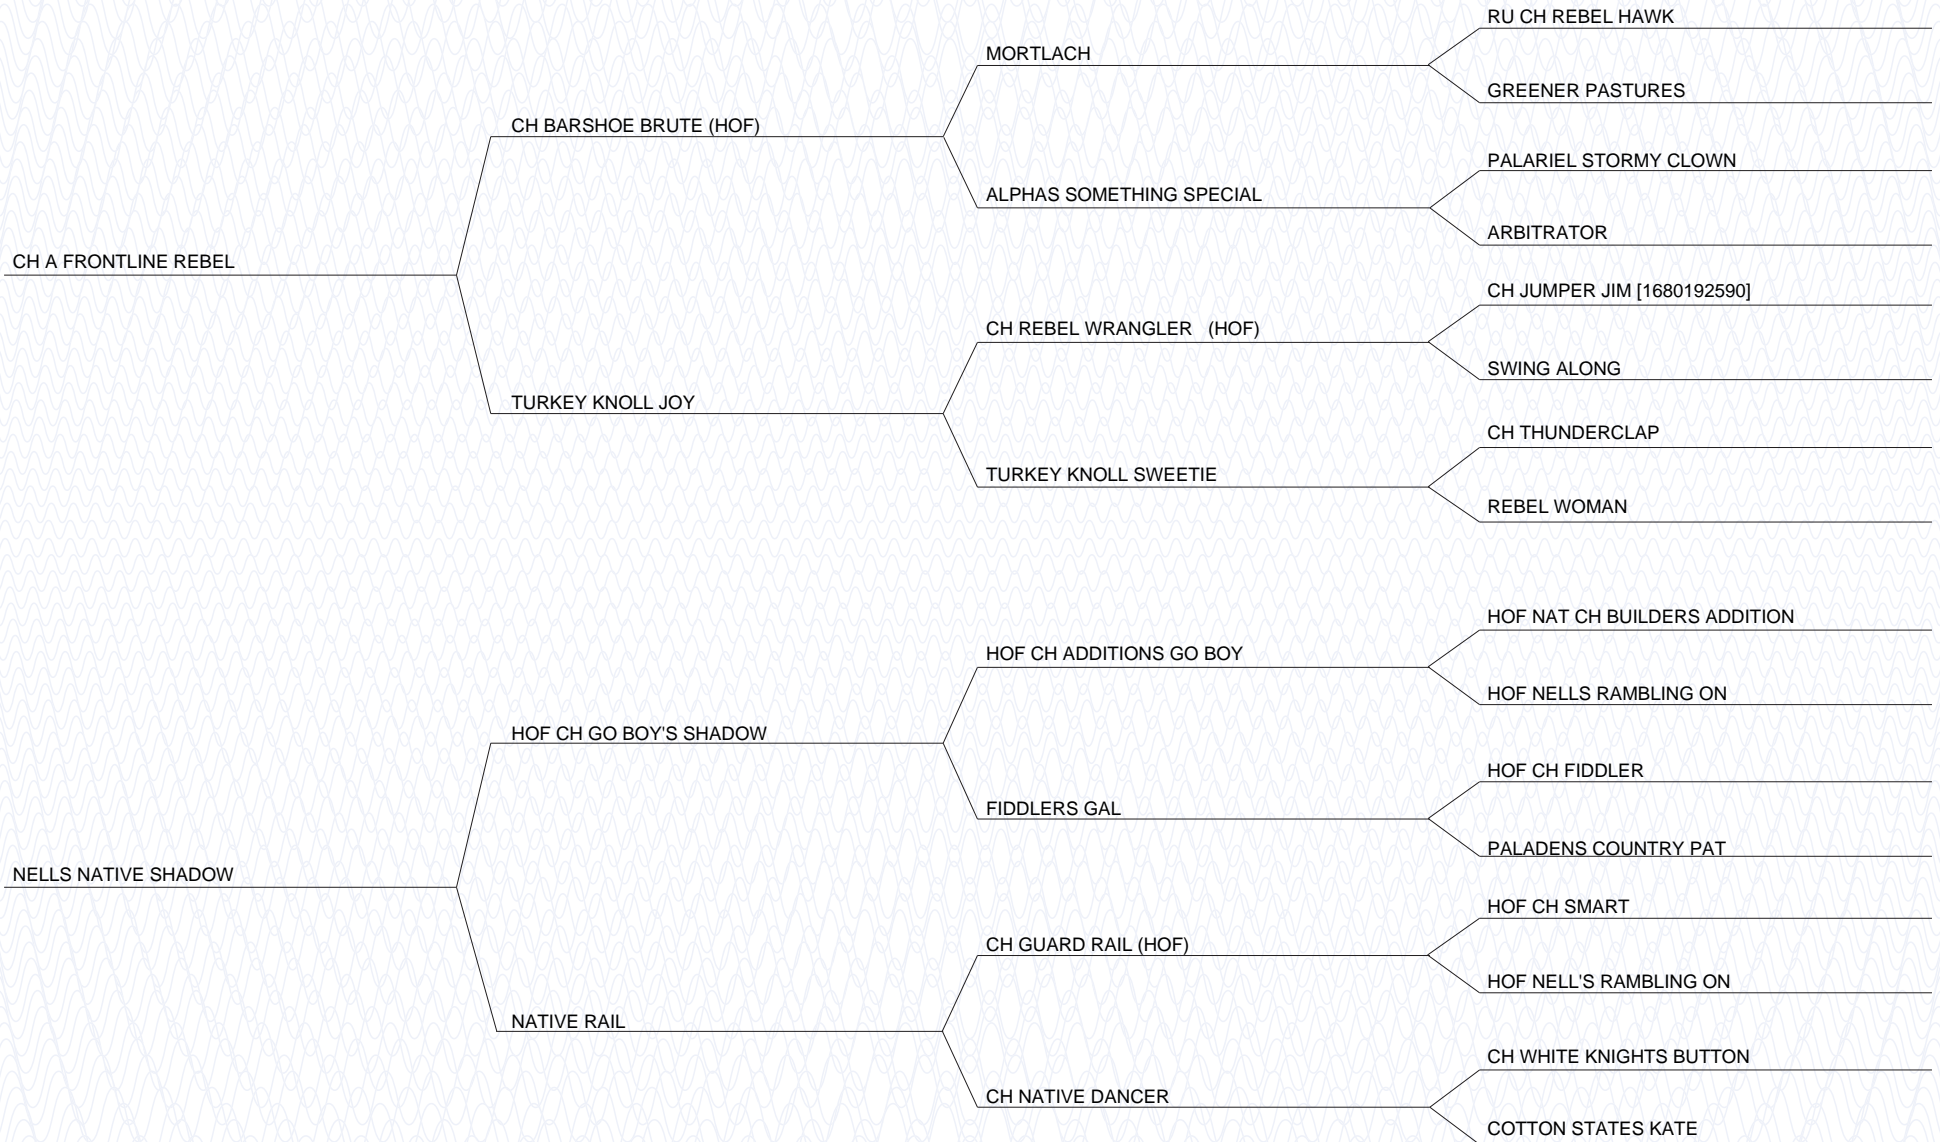 RU CH REBEL HAWK
MORTLACH
GREENER PASTURES
CH BARSHOE BRUTE (HOF)
PALARIEL STORMY CLOWN
ALPHAS SOMETHING SPECIAL
ARBITRATOR
CH A FRONTLINE REBEL
CH JUMPER JIM [1680192590]
CH REBEL WRANGLER (HOF)
SWING ALONG
TURKEY KNOLL JOY
CH THUNDERCLAP
TURKEY KNOLL SWEETIE
REBEL WOMAN
HOF NAT CH BUILDERS ADDITION
HOF CH ADDITIONS GO BOY
HOF NELLS RAMBLING ON
HOF CH GO BOY'S SHADOW
HOF CH FIDDLER
FIDDLERS GAL
PALADENS COUNTRY PAT
NELLS NATIVE SHADOW
HOF CH SMART
CH GUARD RAIL (HOF)
HOF NELL'S RAMBLING ON
NATIVE RAIL
CH WHITE KNIGHTS BUTTON
CH NATIVE DANCER
COTTON STATES KATE